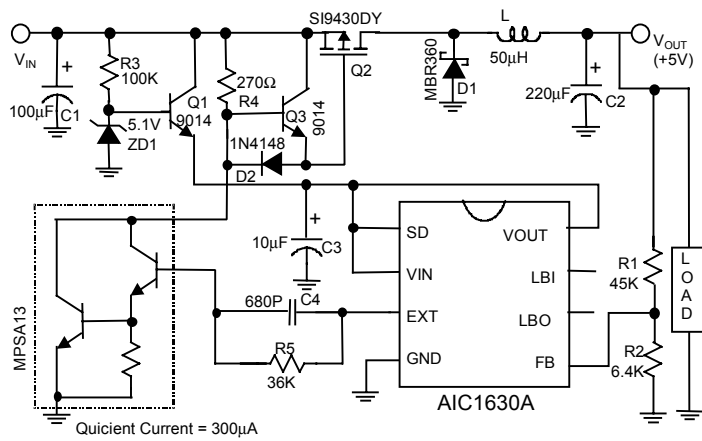 SI9430DY
L
VIN
R3
100K
270Ω
R4
Q2
MBR360
50µH
VOUT
(+5V)
+
100µF
C1
Q1
9014
Q3
9014
D1
220µF
+
C2
5.1V
ZD1
1N4148
D2
+
10µF
C3
SD
VOUT
VIN
LBI
EXT
LBO
GND
FB
R1
45K
LOAD
MPSA13
680P
C4
R5
36K
R2
6.4K
AIC1630A
Quicient Current = 300µA